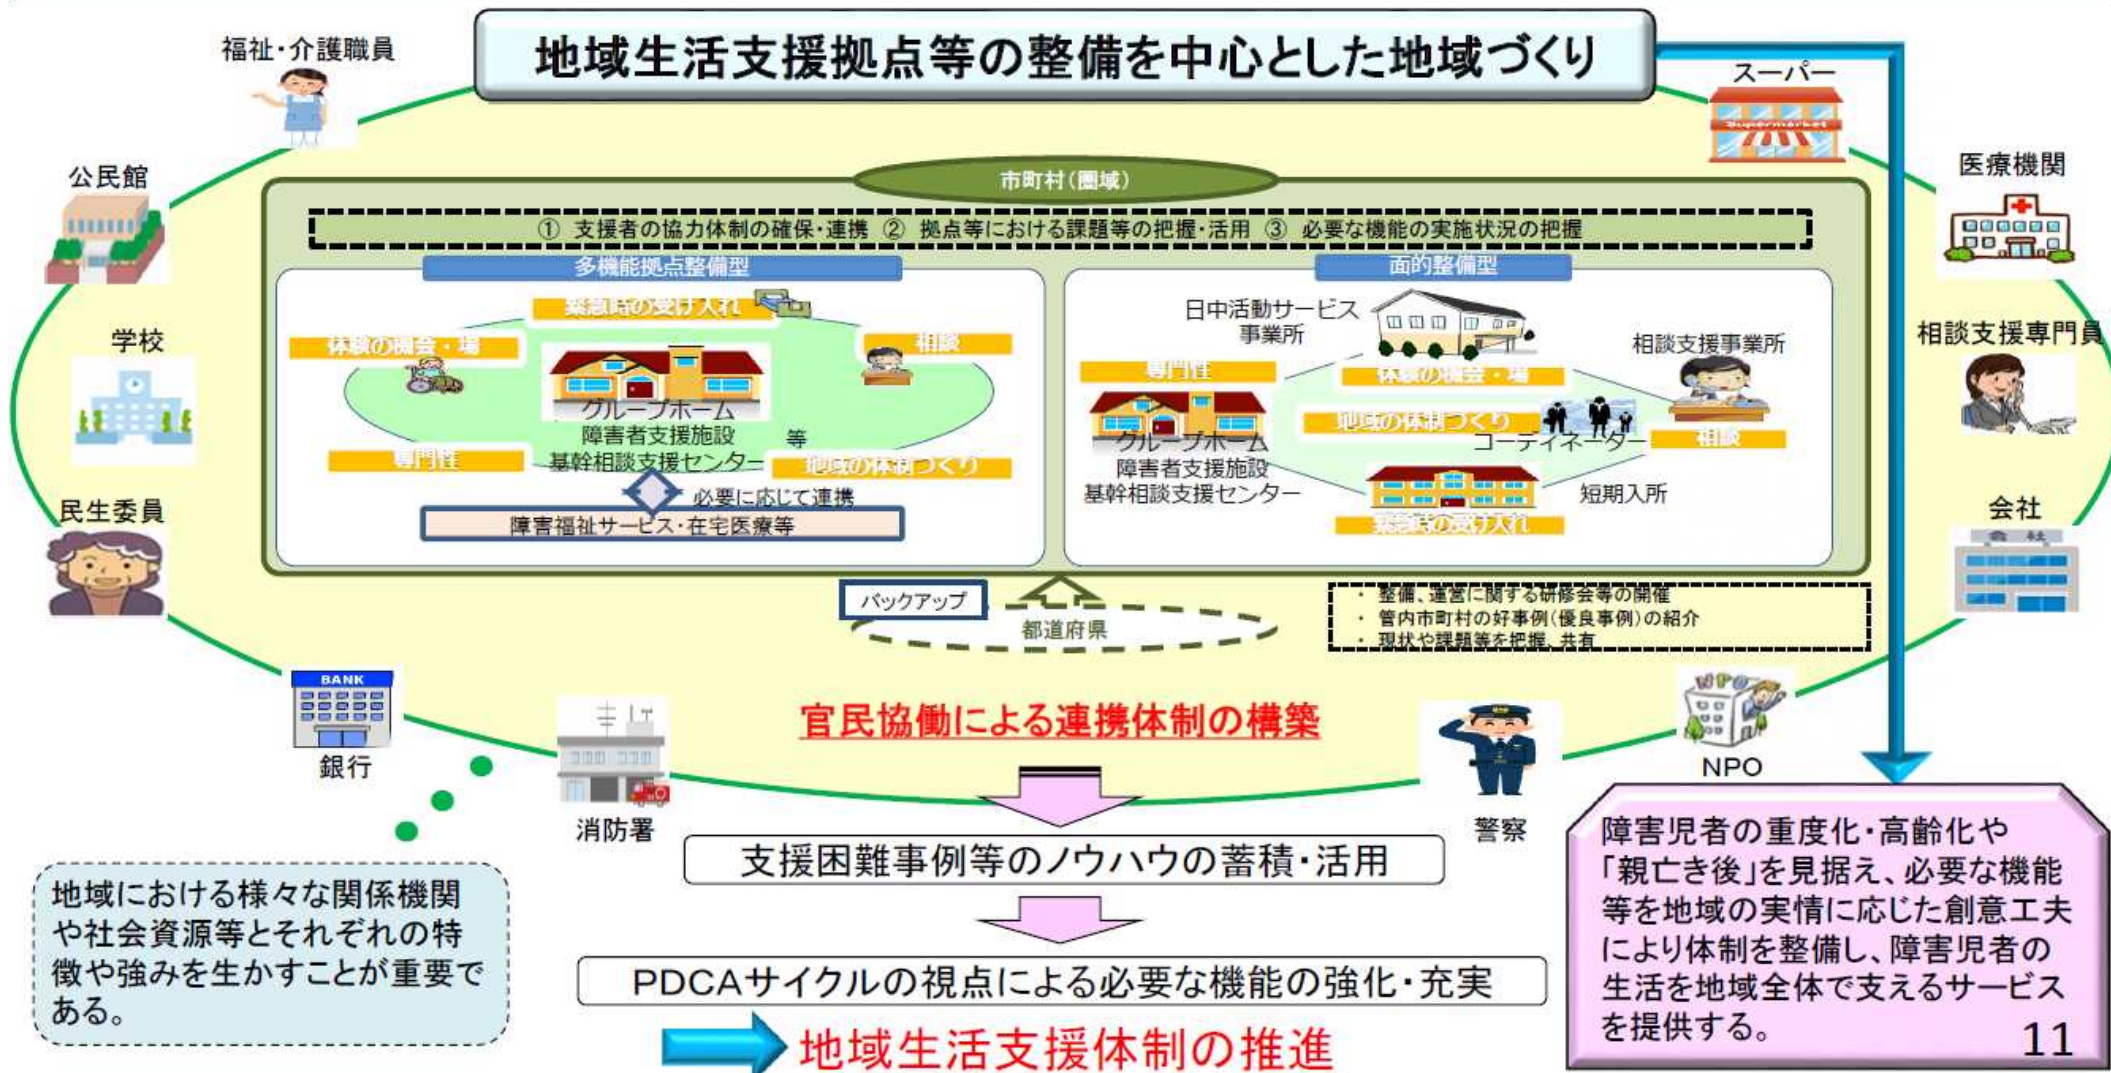 地域生活支援拠点等の整備を中心とした地域づくり
福祉・介護職員
スーパー
Supermarket
公民館
医療機関
市町村(圏域)
① 支援者の協力体制の確保・連携 ② 拠点等における課題等の把握・活用 ③ 必要な機能の実施状況の把握
多機能拠点整備型
緊急時の受け入れ
体験の機会・場
相談
グループホーム
障害者支援施設
基幹相談支援センター
等
専門性
地域の体制づくり
必要に応じて連携
障害福祉サービス・在宅医療等
面的整備型
日中活動サービス
事業所
相談支援事業所
専門性
体験の機会・場
地域の体制づくり
コーディネーター
相談
グループホーム
障害者支援施設
基幹相談支援センター
短期入所
緊急時の受け入れ
学校
相談支援専門員
民生委員
会社
会社
バックアップ
都道府県
・ 整備、運営に関する研修会等の開催
・ 管内市町村の好事例(優良事例)の紹介
・ 現状や課題等を把握、共有
BANK
銀行
消防署
官民協働による連携体制の構築
警察
NPO
NPO
支援困難事例等のノウハウの蓄積・活用
PDCAサイクルの視点による必要な機能の強化・充実
地域生活支援体制の推進
地域における様々な関係機関
や社会資源等とそれぞれの特
徴や強みを生かすことが重要で
ある。
障害児者の重度化・高齢化や
「親亡き後」を見据え、必要な機能
等を地域の実情に応じた創意工夫
により体制を整備し、障害児者の
生活を地域全体で支えるサービス
を提供する。
11